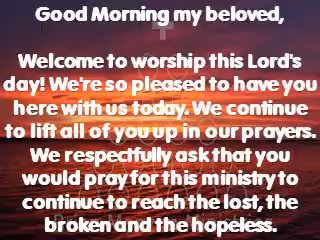 Good Morning my beloved,
Welcome to worship this Lord's
day! We're so pleased to have you
here with us today. We continue
to lift all of you up in our prayers.
We respectfully ask that you
would pray for this ministry to
continue to reach the lost, the
broken and the hopeless.